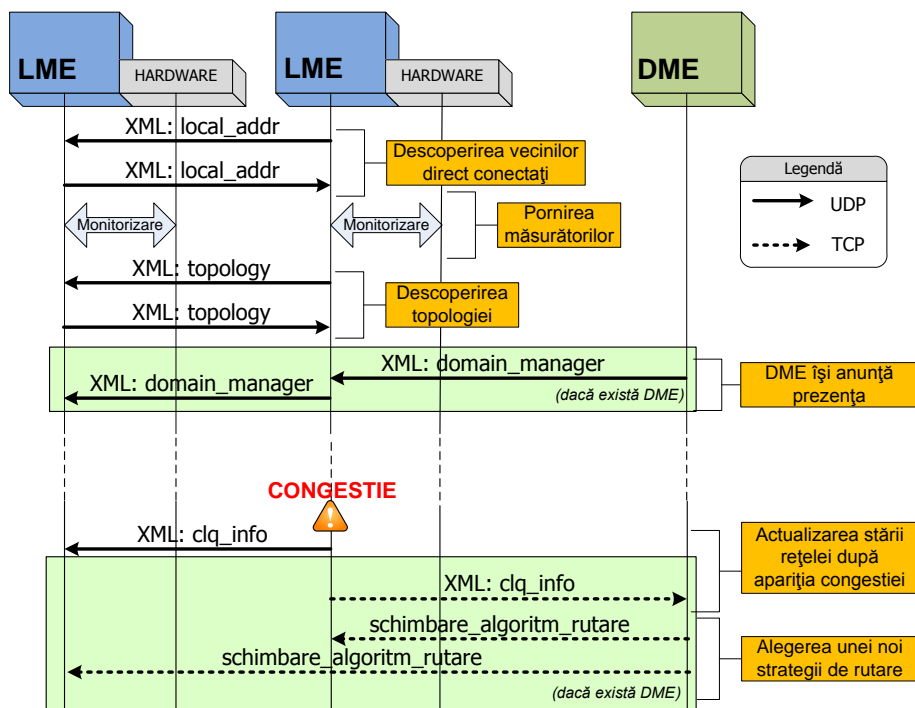 LME
HARDWARE
LME
HARDWARE
DME
XML: local_addr
XML: local_addr
Descoperirea vecinilor
direct conectaţi
Legendă
UDP
TCP
Monitorizare
Monitorizare
Pornirea
măsurătorilor
XML: topology
XML: topology
Descoperirea
topologiei
XML: domain_manager
XML: domain_manager
(dacă există DME)
DME îşi anunţă
prezenţa
CONGESTIE
XML: clq_info
XML: clq_info
Actualizarea stării
reţelei după
apariţia congestiei
schimbare_algoritm_rutare
schimbare_algoritm_rutare
(dacă există DME)
Alegerea unei noi
strategii de rutare